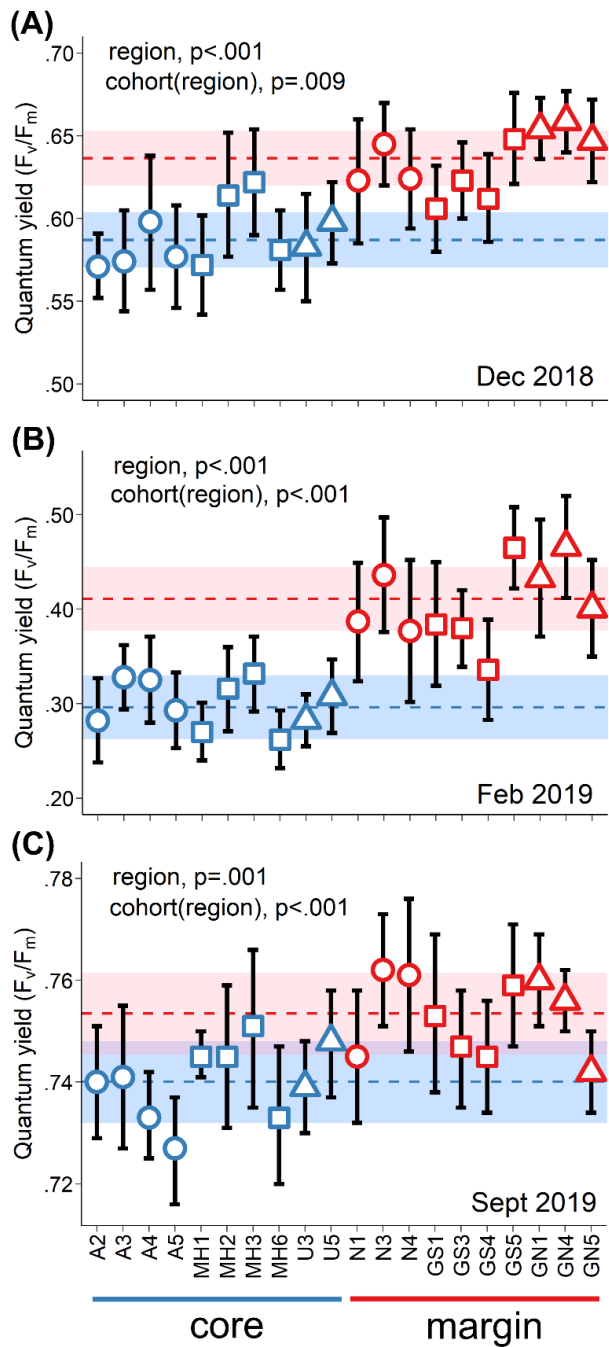 (A)
region, p<.001
cohort(region), p=.009
Quantum yield (Fv/Fm)
.70
.65
.60
.55
.50
Dec 2018
(B)
region, p<.001
cohort(region), p<.001
Quantum yield (Fv/Fm)
.50
.40
.30
.20
Feb 2019
(C)
region, p=.001
cohort(region), p<.001
Quantum yield (Fv/Fm)
.78
.76
.74
.72
Sept 2019
A2 A3 A4 A5 MH1 MH2 MH3 MH6 U3 U5 N1 N3 N4 GS1 GS3 GS4 GS5 GN1 GN4 GN5
core margin